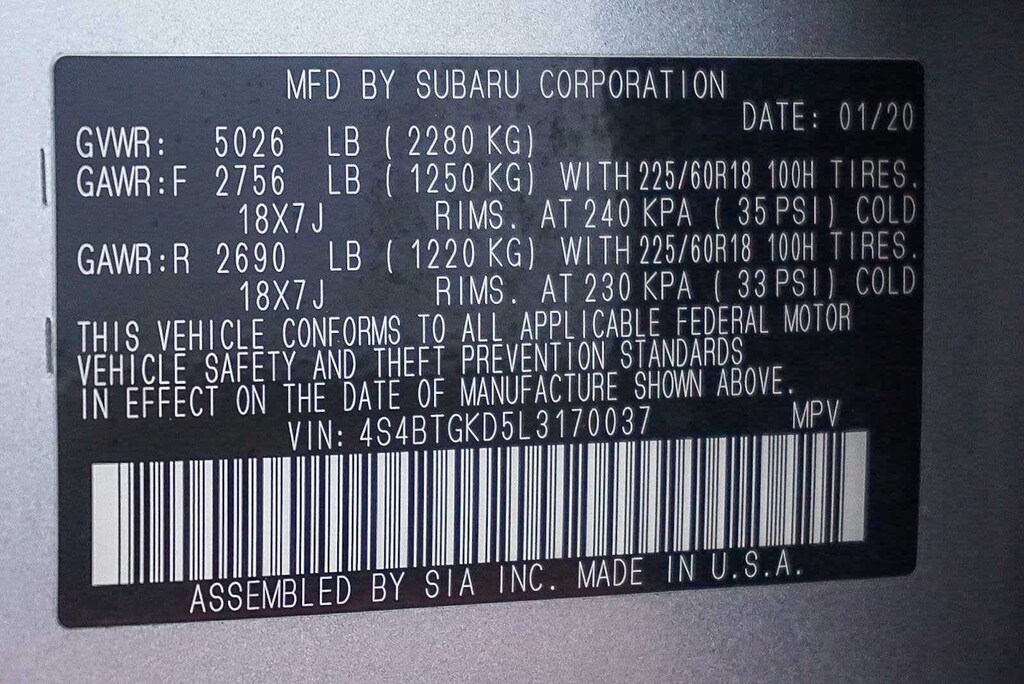 MFD BY SUBARU CORPORATION
DATE: 01/20
GVWR: 5026 LB ( 2280 KG)
GAWR:F 2756 LB ( 1250 KG) WITH 225/60R18 100H TIRES.
18X7J RIMS. AT 240 KPA ( 35 PSI) COLD
GAWR:R 2690 LB ( 1220 KG) WITH 225/60R18 100H TIRES.
18X7J RIMS. AT 230 KPA ( 33 PSI) COLD
THIS VEHICLE CONFORMS TO ALL APPLICABLE FEDERAL MOTOR
VEHICLE SAFETY AND THEFT PREVENTION STANDARDS
IN EFFECT ON THE DATE OF MANUFACTURE SHOWN ABOVE.
VIN: 4S4BTGKD5L3170037 MPV
ASSEMBLED BY SIA INC. MADE IN U.S.A.